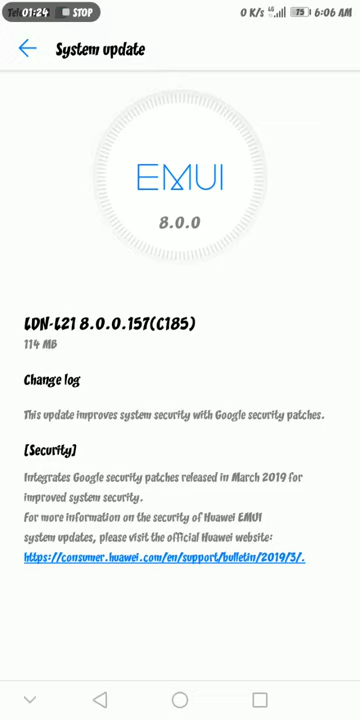 01:24 STOP 0 K/s 4G 75 6:06 AM
System update
EMUI
8.0.0
LDN-L21 8.0.0.157(C185)
114 MB
Change log
This update improves system security with Google security patches.
[Security]
Integrates Google security patches released in March 2019 for
improved system security.
For more information on the security of Huawei EMUI
system updates, please visit the official Huawei website:
https://consumer.huawei.com/en/support/bulletin/2019/3/.